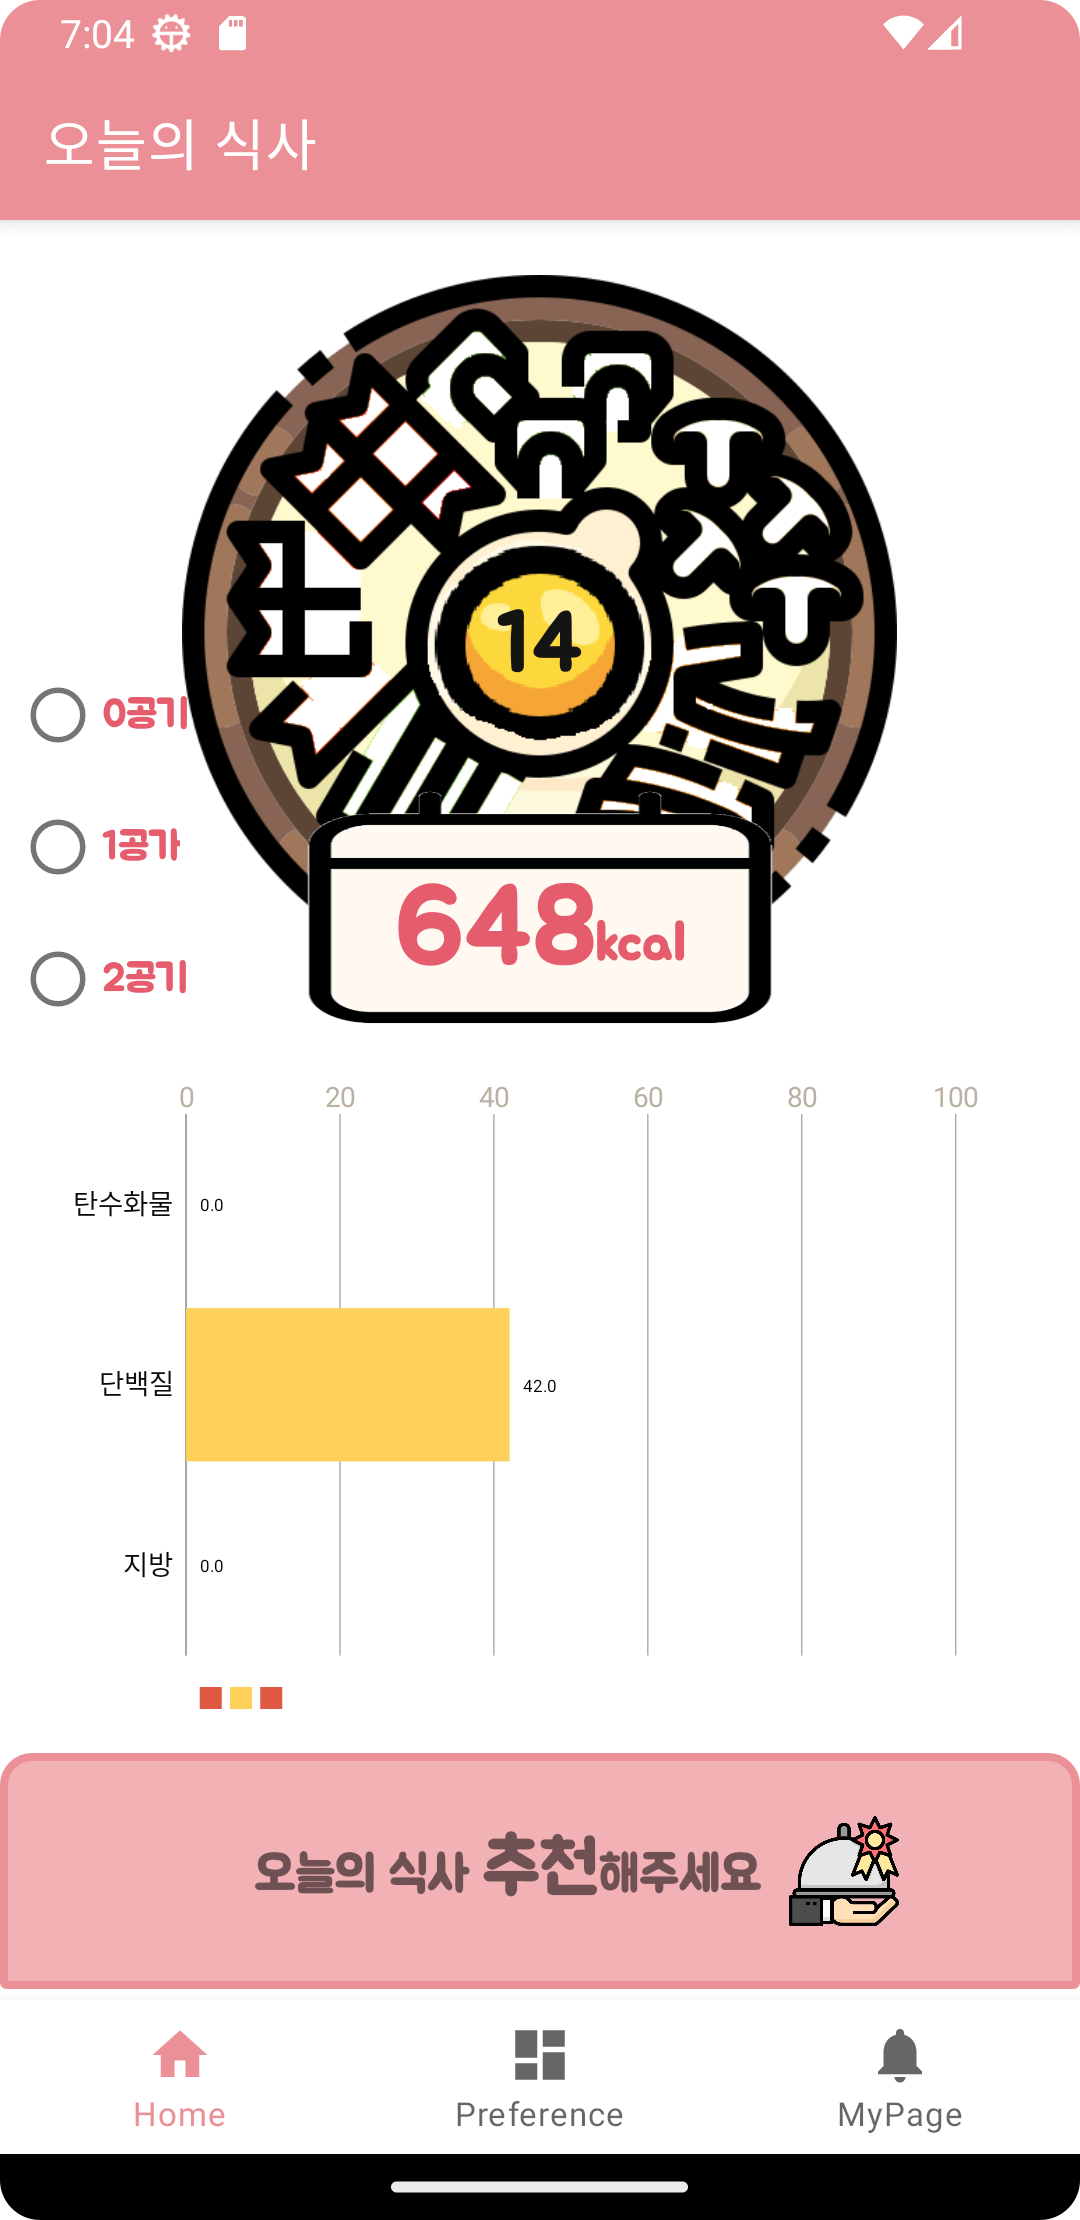 7:04
오늘의 식사
14
0공기
1공가
2공기
648kcal
0 20 40 60 80 100
탄수화물 0.0
단백질 42.0
지방 0.0
오늘의 식사 추천해주세요
Home Preference MyPage